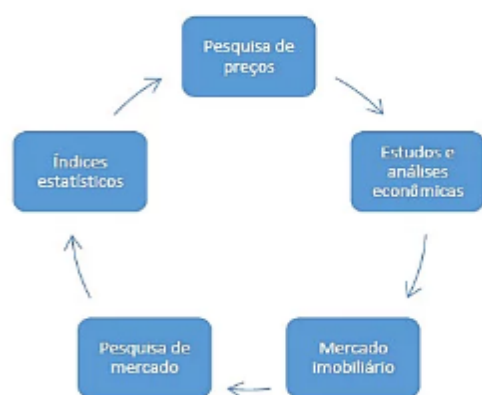 Pesquisa de
preços
Estudos e
análises
econômicas
Mercado
imobiliário
Pesquisa de
mercado
Índices
estatísticos